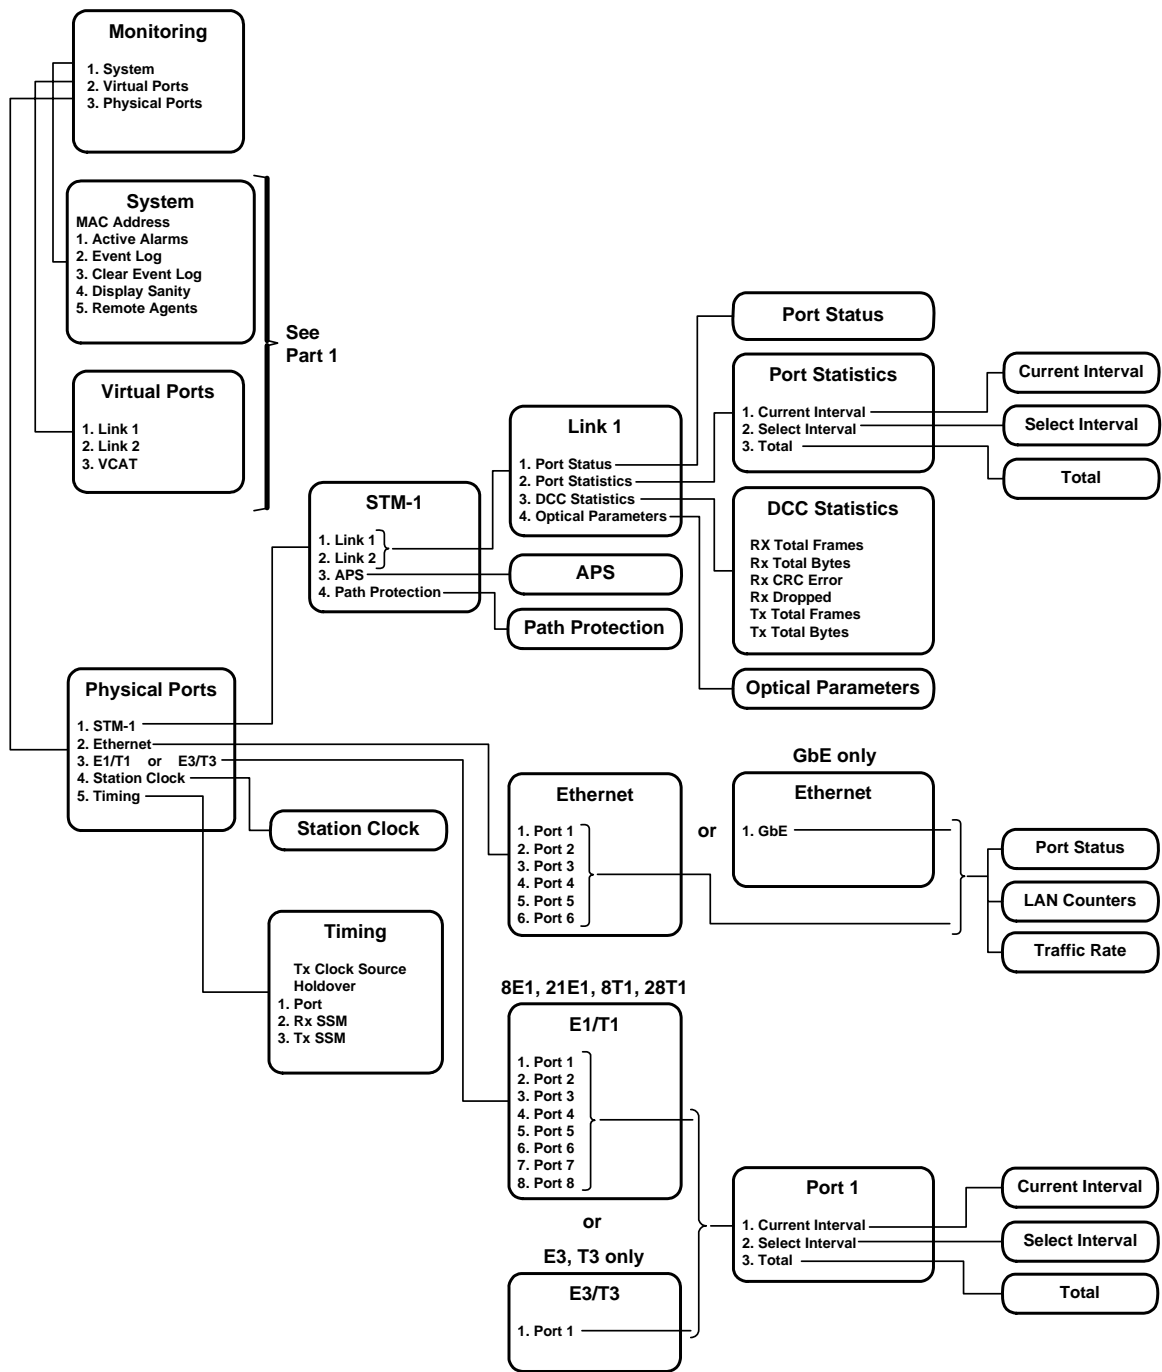 Monitoring
1. System
2. Virtual Ports
3. Physical Ports
System
MAC Address
1. Active Alarms
2. Event Log
3. Clear Event Log
4. Display Sanity
5. Remote Agents
See
Part 1
Virtual Ports
1. Link 1
2. Link 2
3. VCAT
STM-1
1. Link 1
2. Link 2
3. APS
4. Path Protection
Link 1
1. Port Status
2. Port Statistics
3. DCC Statistics
4. Optical Parameters
APS
Path Protection
Port Status
Port Statistics
1. Current Interval
2. Select Interval
3. Total
Current Interval
Select Interval
Total
DCC Statistics
RX Total Frames
Rx Total Bytes
Rx CRC Error
Rx Dropped
Tx Total Frames
Tx Total Bytes
Optical Parameters
Physical Ports
1. STM-1
2. Ethernet
3. E1/T1 or E3/T3
4. Station Clock
5. Timing
Station Clock
Timing
Tx Clock Source
Holdover
1. Port
2. Rx SSM
3. Tx SSM
Ethernet
1. Port 1
2. Port 2
3. Port 3
4. Port 4
5. Port 5
6. Port 6
or
GbE only
Ethernet
1. GbE
Port Status
LAN Counters
Traffic Rate
8E1, 21E1, 8T1, 28T1
E1/T1
1. Port 1
2. Port 2
3. Port 3
4. Port 4
5. Port 5
6. Port 6
7. Port 7
8. Port 8
or
E3, T3 only
E3/T3
1. Port 1
Port 1
1. Current Interval
2. Select Interval
3. Total
Current Interval
Select Interval
Total